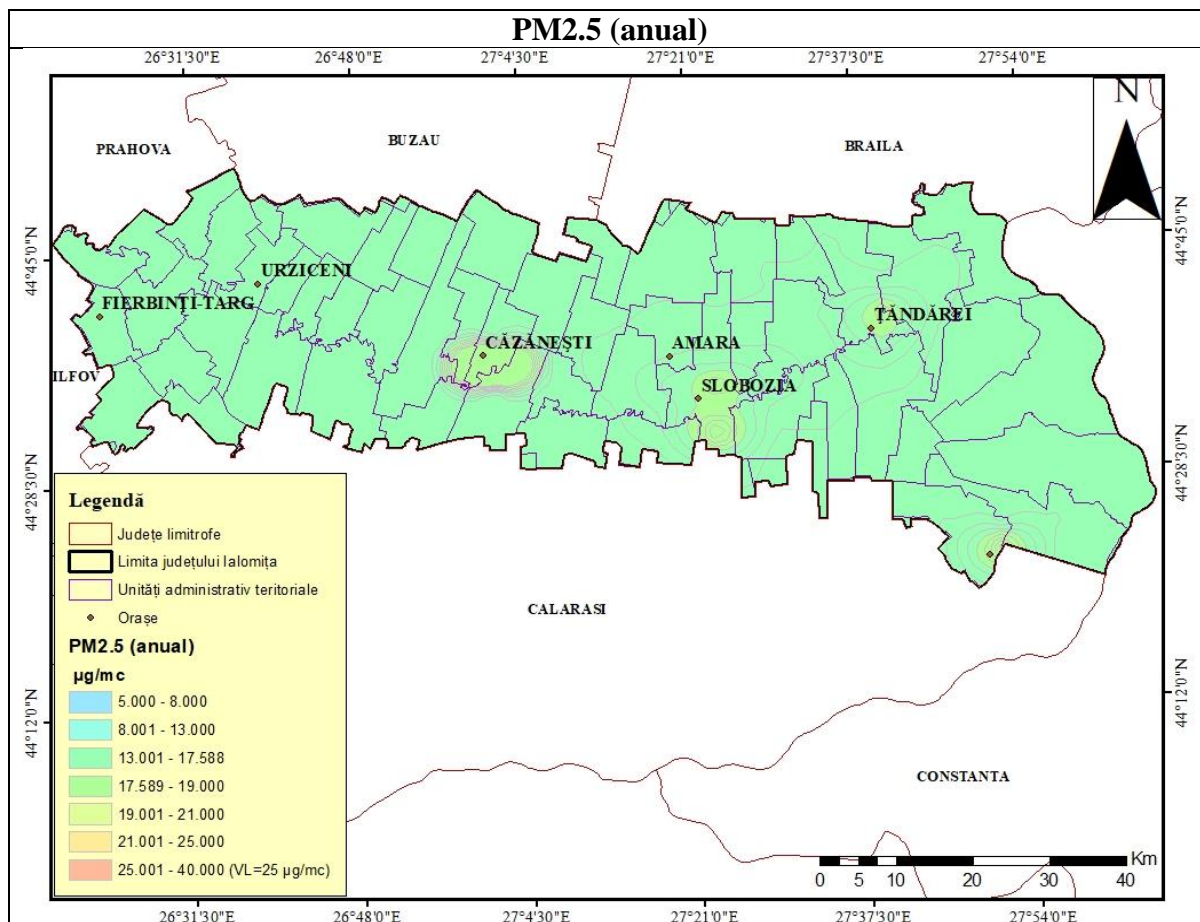 PM2.5 (anual)
26°31'30"E 26°48'0"E 27°4'30"E 27°21'0"E 27°37'30"E 27°54'0"E
N
PRAHOVA
BUZAU
BRAILA
44°45'0"N
44°45'0"N
URZICENI
FIERBINȚI-TARG
ȚĂNDĂREI
CĂZĂNEȘTI
AMARA
ILFOV
SLOBOZIA
44°28'30"N
44°28'30"N
Legendă
Județe limitrofe
Limita județului Ialomița
Unități administrativ teritoriale
Orașe
PM2.5 (anual)
µg/mc
5.000 - 8.000
8.001 - 13.000
13.001 - 17.588
17.589 - 19.000
19.001 - 21.000
21.001 - 25.000
25.001 - 40.000 (VL=25 µg/mc)
CALARASI
44°12'0"N
44°12'0"N
CONSTANTA
Km
0 5 10 20 30 40
26°31'30"E 26°48'0"E 27°4'30"E 27°21'0"E 27°37'30"E 27°54'0"E